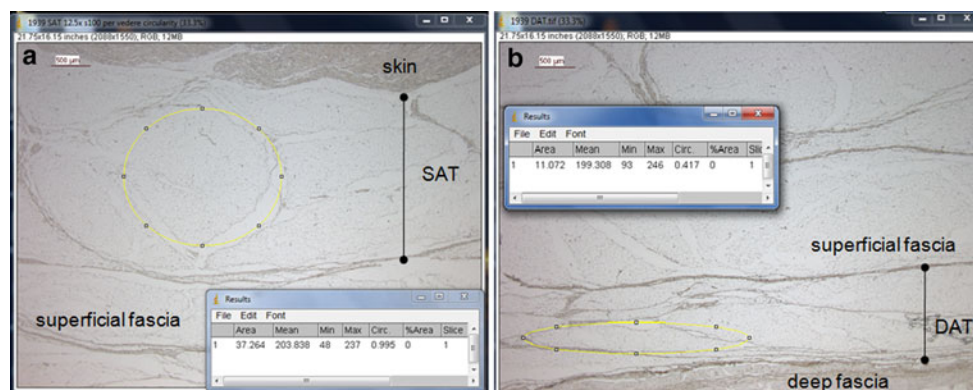 1939 SAT 12.5x s100 per vedere circularity (33.3%)
21.75x16.15 inches (2088x1550); RGB; 12MB
a
500 µm
skin
SAT
superficial fascia
Results
File Edit Font
Area Mean Min Max Circ. %Area Slice
1 37.264 203.838 48 237 0.995 0 1
1939 DAT.tif (33.3%)
21.75x16.15 inches (2088x1550); RGB; 12MB
b
500 µm
Results
File Edit Font
Area Mean Min Max Circ. %Area Slic
1 11.072 199.308 93 246 0.417 0 1
superficial fascia
DAT
deep fascia